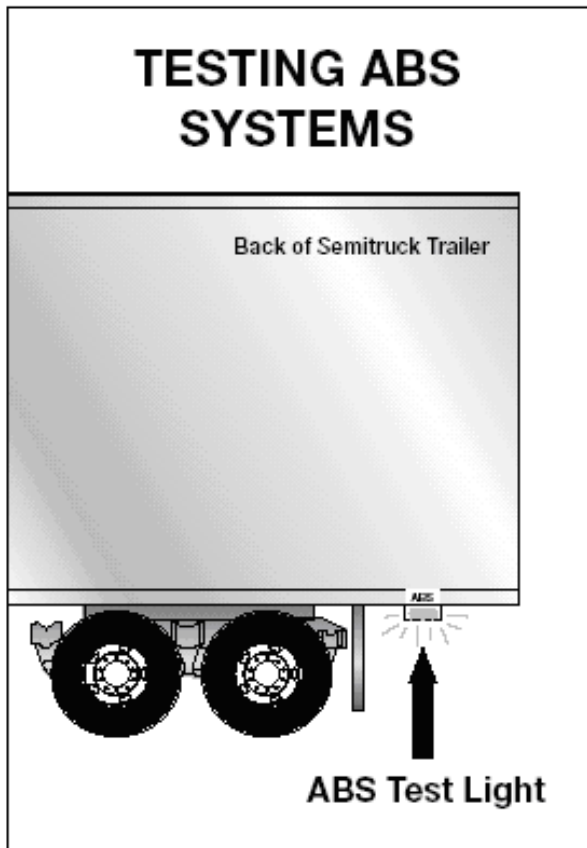 TESTING ABS
SYSTEMS
Back of Semitruck Trailer
ABS
ABS Test Light